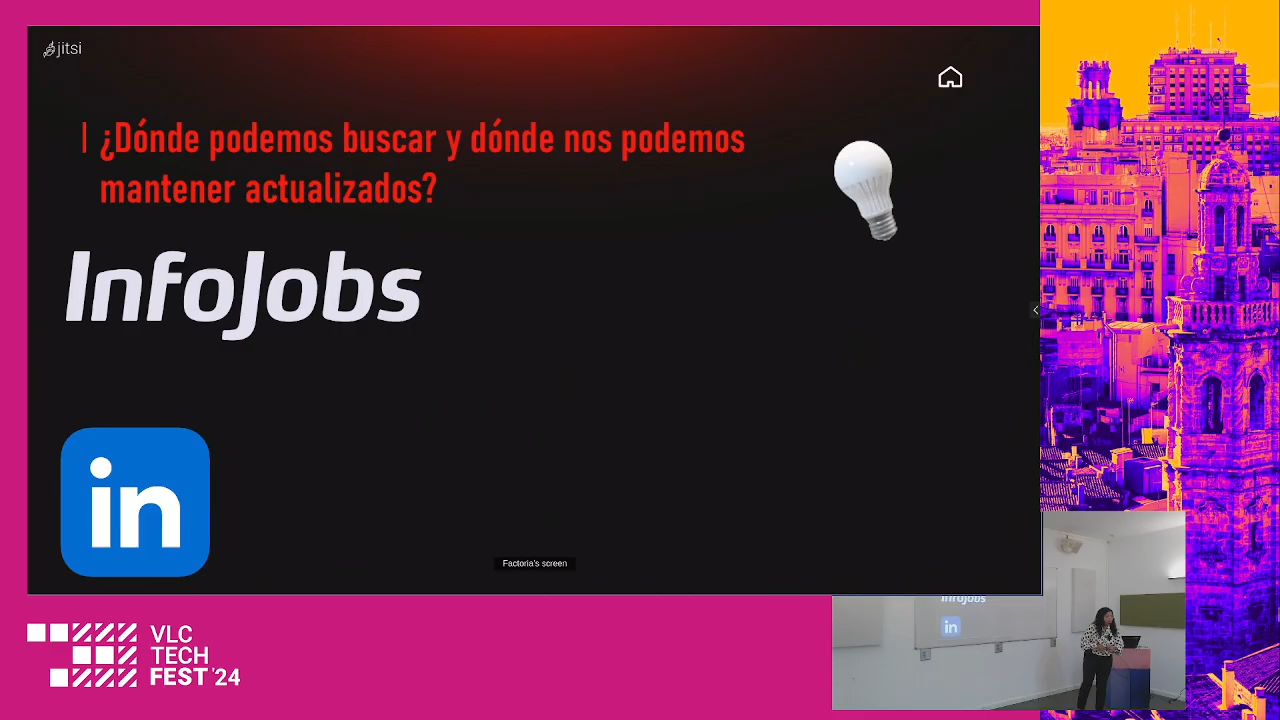 jitsi
¿Dónde podemos buscar y dónde nos podemos
mantener actualizados?
InfoJobs
in
Factoria's screen
VLC
TECH
FEST'24
InfoJobs
in